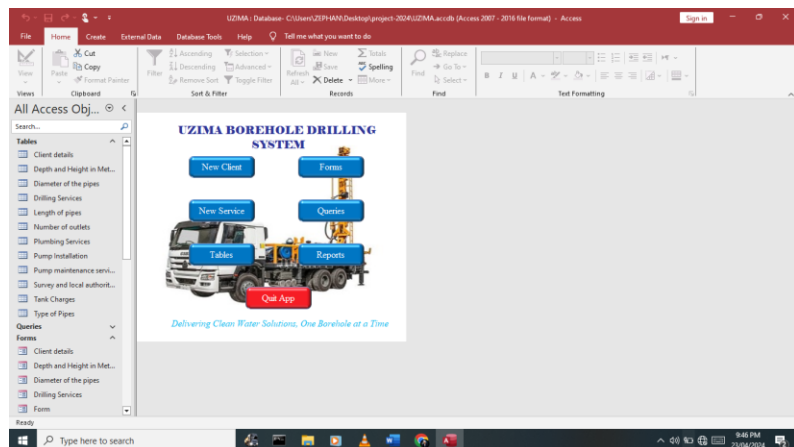 UZIMA : Database- C:\Users\ZEPHAN\Desktop\project-2024\UZIMA.accdb (Access 2007 - 2016 file format) - Access
Sign in
File Home Create External Data Database Tools Help Tell me what you want to do
View
Views
Paste
Cut
Copy
Format Painter
Clipboard
Filter
Ascending
Descending
Remove Sort
Selection
Advanced
Toggle Filter
Sort & Filter
Refresh
All
New
Save
Delete
Totals
Spelling
More
Records
Find
Replace
Go To
Select
Find
B I U A
Text Formatting
All Access Obj...
Search...
Tables
Client details
Depth and Height in Met...
Diameter of the pipes
Drilling Services
Length of pipes
Number of outlets
Plumbing Services
Pump Installation
Pump maintenance servi...
Survey and local authorit...
Tank Charges
Type of Pipes
Queries
Forms
Client details
Depth and Height in Met...
Diameter of the pipes
Drilling Services
Form
UZIMA BOREHOLE DRILLING
SYSTEM
New Client Forms
New Service Queries
Tables Reports
Quit App
Delivering Clean Water Solutions, One Borehole at a Time
Ready
Type here to search
9:46 PM
23/04/2024